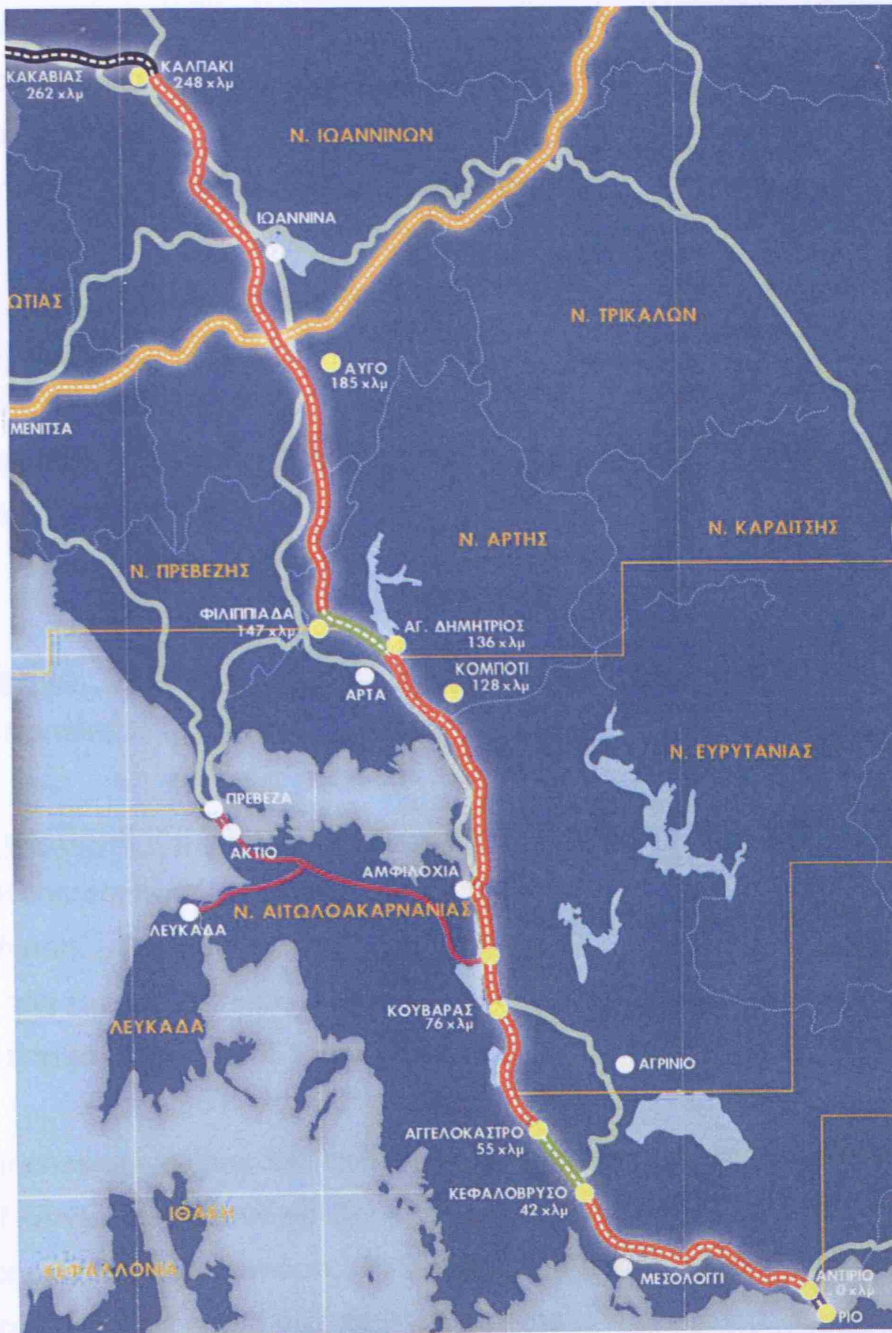 ΚΑΛΠΑΚΙ
248 χλμ
ΚΑΚΑΒΙΑΣ
262 χλμ
Ν. ΙΩΑΝΝΙΝΩΝ
ΙΩΑΝΝΙΝΑ
ΩΤΙΑΣ
Ν. ΤΡΙΚΑΛΩΝ
ΑΥΓΟ
185 χλμ
ΜΕΝΙΤΣΑ
Ν. ΚΑΡΔΙΤΣΗΣ
Ν. ΑΡΤΗΣ
Ν. ΠΡΕΒΕΖΗΣ
ΦΙΛΙΠΠΙΑΔΑ
147 χλμ
ΑΓ. ΔΗΜΗΤΡΙΟΣ
136 χλμ
ΚΟΜΠΟΤΙ
128 χλμ
ΑΡΤΑ
Ν. ΕΥΡΥΤΑΝΙΑΣ
ΠΡΕΒΕΖΑ
ΑΚΤΙΟ
ΑΜΦΙΛΟΧΙΑ
Ν. ΑΙΤΩΛΟΑΚΑΡΝΑΝΙΑΣ
ΛΕΥΚΑΔΑ
ΚΟΥΒΑΡΑΣ
76 χλμ
ΛΕΥΚΑΔΑ
ΑΓΡΙΝΙΟ
ΑΓΓΕΛΟΚΑΣΤΡΟ
55 χλμ
ΚΕΦΑΛΟΒΡΥΣΟ
42 χλμ
ΙΘΑΚΗ
ΚΕΦΑΛΛΟΝΙΑ
ΜΕΣΟΛΟΓΓΙ
ΑΝΤΙΡΙΟ
0 χλμ
ΡΙΟ